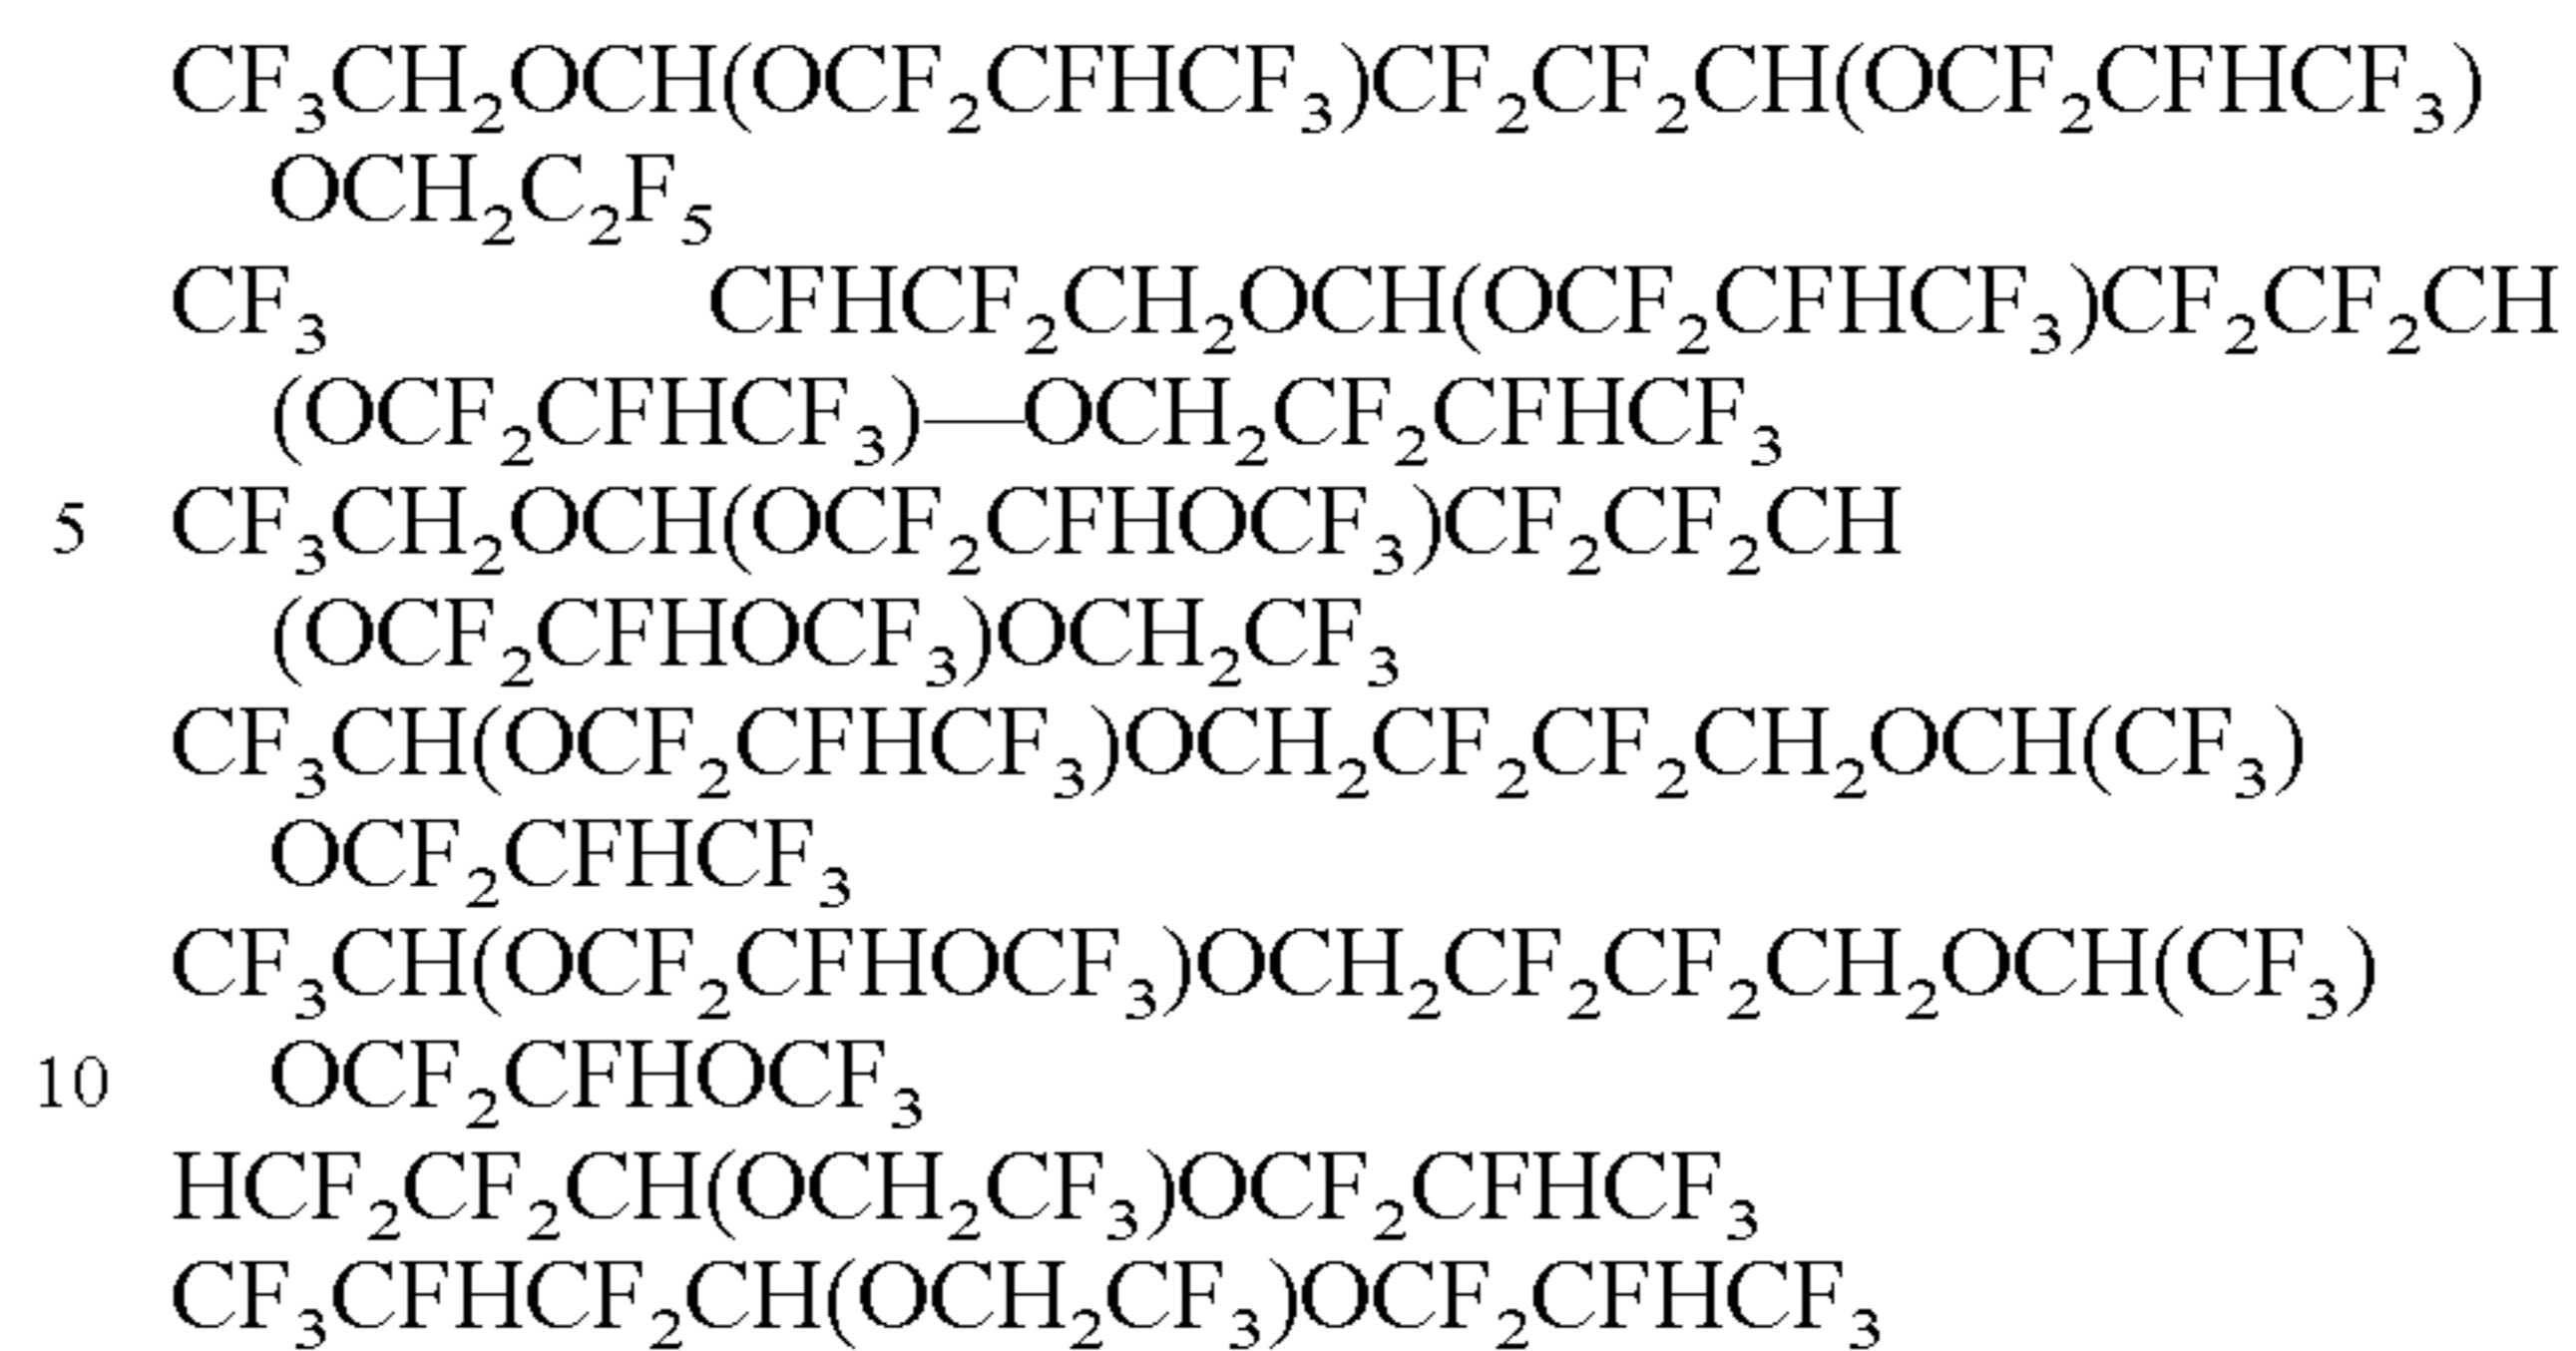 CF₃CH₂OCH(OCF₂CFHCF₃)CF₂CF₂CH(OCF₂CFHCF₃)
OCH₂C₂F₅
CF₃ CFHCF₂CH₂OCH(OCF₂CFHCF₃)CF₂CF₂CH
(OCF₂CFHCF₃)—OCH₂CF₂CFHCF₃
5 CF₃CH₂OCH(OCF₂CFHOCF₃)CF₂CF₂CH
(OCF₂CFHOCF₃)OCH₂CF₃
CF₃CH(OCF₂CFHCF₃)OCH₂CF₂CF₂CH₂OCH(CF₃)
OCF₂CFHCF₃
CF₃CH(OCF₂CFHOCF₃)OCH₂CF₂CF₂CH₂OCH(CF₃)
10 OCF₂CFHOCF₃
HCF₂CF₂CH(OCH₂CF₃)OCF₂CFHCF₃
CF₃CFHCF₂CH(OCH₂CF₃)OCF₂CFHCF₃